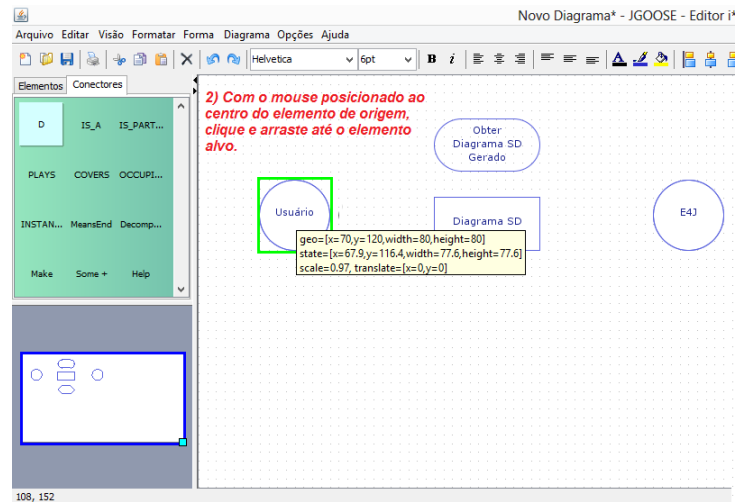 Novo Diagrama* - JGOOSE - Editor i*
Arquivo Editar Visão Formatar Forma Diagrama Opções Ajuda
Helvetica 6pt B i A
Elementos Conectores
2) Com o mouse posicionado ao
centro do elemento de origem,
clique e arraste até o elemento
alvo.
D IS_A IS_PART...
PLAYS COVERS OCCUPI...
INSTAN... MeansEnd Decomp...
Make Some + Help
Obter
Diagrama SD
Gerado
Usuário
Diagrama SD
E4J
geo=[x=70,y=120,width=80,height=80]
state=[x=67.9,y=116.4,width=77.6,height=77.6]
scale=0.97, translate=[x=0,y=0]
108, 152